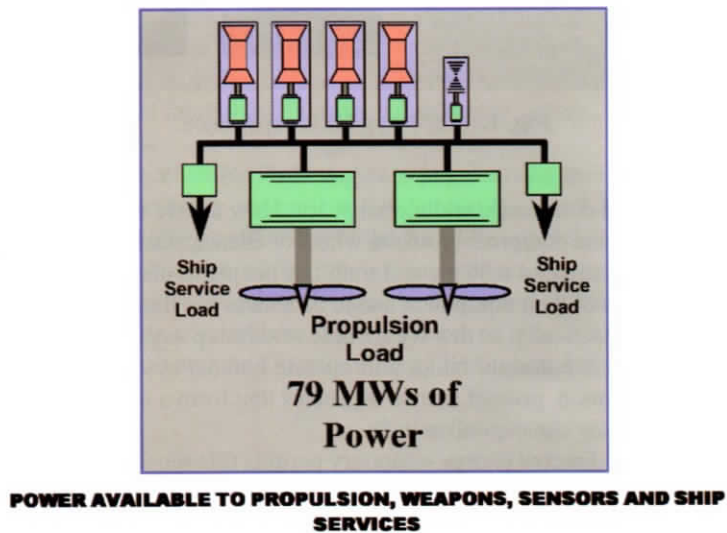 Ship
Service
Load
Ship
Service
Load
Propulsion
Load
79 MWs of
Power
POWER AVAILABLE TO PROPULSION, WEAPONS, SENSORS AND SHIP
SERVICES